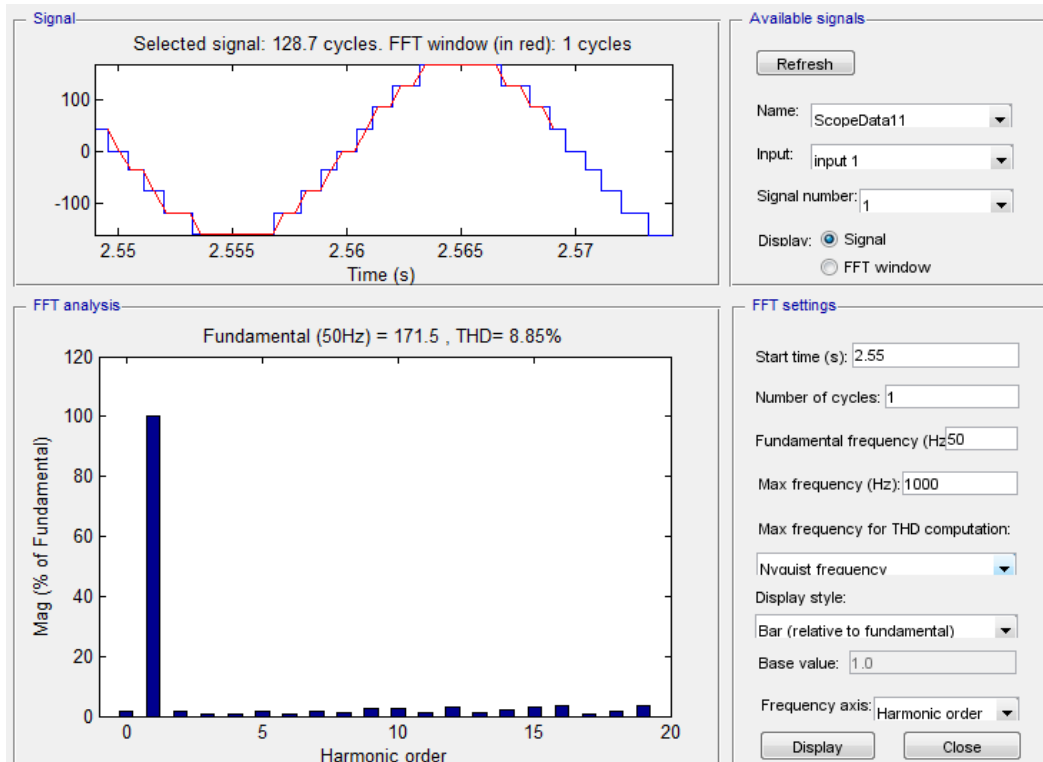 Signal
Selected signal: 128.7 cycles. FFT window (in red): 1 cycles
100
0
-100
2.55 2.555 2.56 2.565 2.57
Time (s)
Available signals
Refresh
Name: ScopeData11
Input: input 1
Signal number: 1
Display: Signal
FFT window
FFT analysis
Fundamental (50Hz) = 171.5 , THD= 8.85%
120
100
80
60
40
20
0
Mag (% of Fundamental)
0 5 10 15 20
Harmonic order
FFT settings
Start time (s): 2.55
Number of cycles: 1
Fundamental frequency (Hz 50
Max frequency (Hz): 1000
Max frequency for THD computation:
Nyquist frequency
Display style:
Bar (relative to fundamental)
Base value: 1.0
Frequency axis: Harmonic order
Display Close